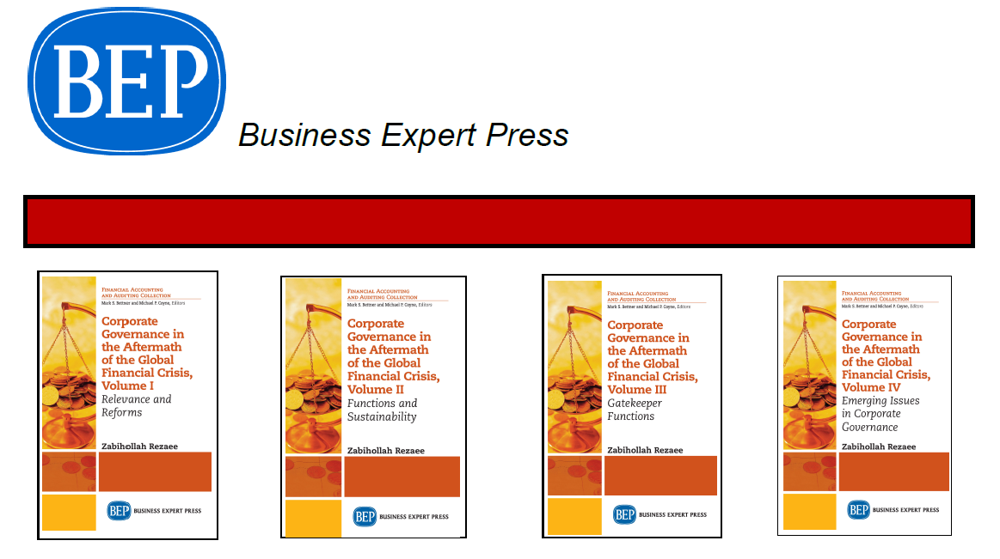 BEP
Business Expert Press
FINANCIAL ACCOUNTING
AND AUDITING COLLECTION
Mark S. Bettner and Michael P. Coyne, Editors
Corporate
Governance in
the Aftermath
of the Global
Financial Crisis,
Volume I
Relevance and
Reforms
Zabihollah Rezaee
BEP BUSINESS EXPERT PRESS
FINANCIAL ACCOUNTING
AND AUDITING COLLECTION
Mark S. Bettner and Michael P. Coyne, Editors
Corporate
Governance in
the Aftermath
of the Global
Financial Crisis,
Volume II
Functions and
Sustainability
Zabihollah Rezaee
BEP BUSINESS EXPERT PRESS
FINANCIAL ACCOUNTING
AND AUDITING COLLECTION
Mark S. Bettner and Michael P. Coyne, Editors
Corporate
Governance in
the Aftermath
of the Global
Financial Crisis,
Volume III
Gatekeeper
Functions
Zabihollah Rezaee
BEP BUSINESS EXPERT PRESS
FINANCIAL ACCOUNTING
AND AUDITING COLLECTION
Mark S. Bettner and Michael P. Coyne, Editors
Corporate
Governance in
the Aftermath
of the Global
Financial Crisis,
Volume IV
Emerging Issues
in Corporate
Governance
Zabihollah Rezaee
BEP BUSINESS EXPERT PRESS